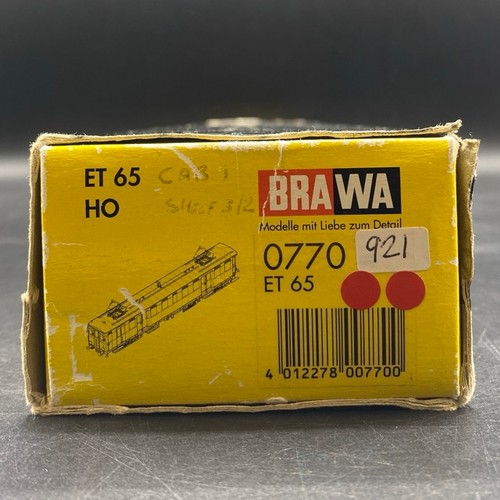 ET 65 CAB 1
HO SHELF 3/2
BRAWA
Modelle mit Liebe zum Detail
0770 921
ET 65
4 012278 007700